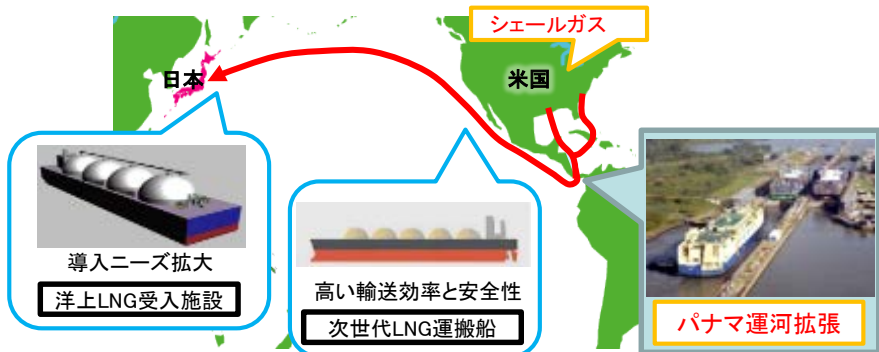 シェールガス
日本
米国
導入ニーズ拡大
洋上LNG受入施設
高い輸送効率と安全性
次世代LNG運搬船
パナマ運河拡張